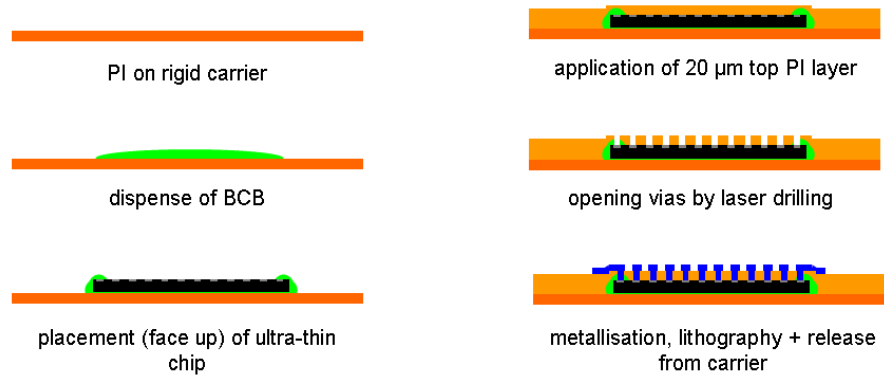 PI on rigid carrier
dispense of BCB
placement (face up) of ultra-thin
chip
application of 20 µm top PI layer
opening vias by laser drilling
metallisation, lithography + release
from carrier